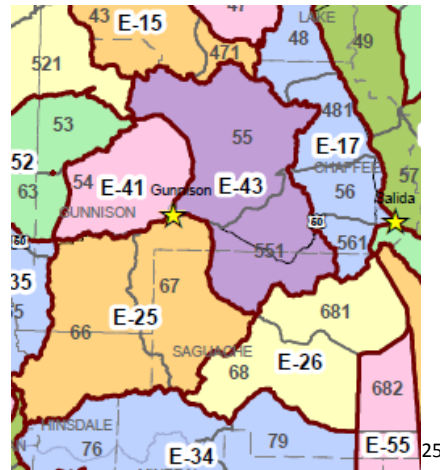 43
E-15
47
LAKE
48
49
471
521
481
53
55
E-17
CHAFFEE
52
54
E-41
Gunnison
E-43
56
57
63
GUNNISON
Salida
50
50
551
561
35
67
E-25
681
66
SAGUACHE
68
E-26
682
HINSDALE
76
E-34
79
E-55
25